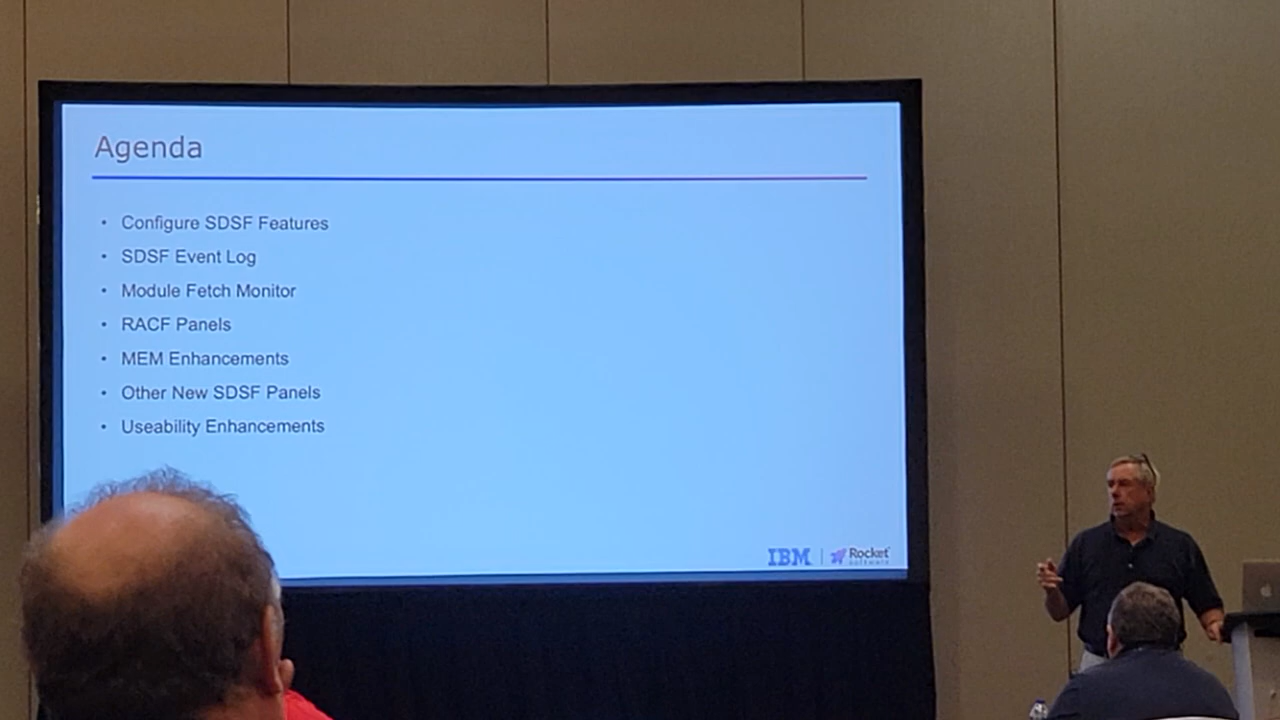 Agenda
• Configure SDSF Features
• SDSF Event Log
• Module Fetch Monitor
• RACF Panels
• MEM Enhancements
• Other New SDSF Panels
• Useability Enhancements
IBM | Rocket
software